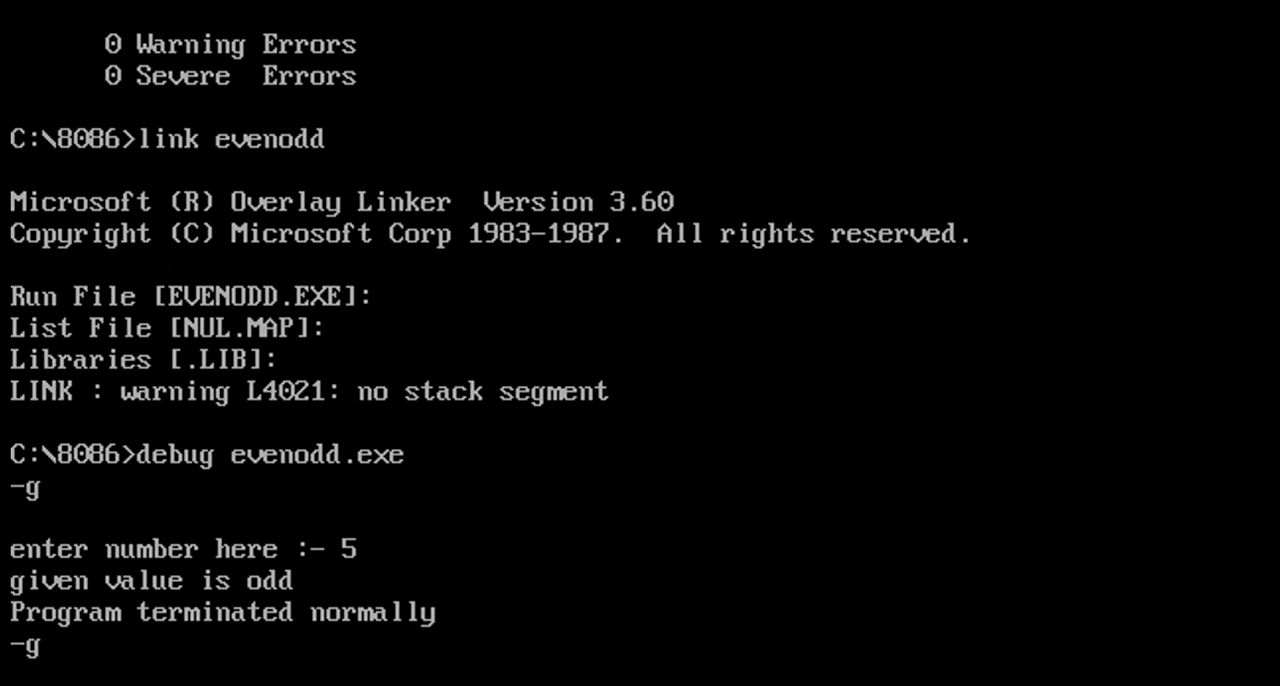 0 Warning Errors
0 Severe  Errors
C:\8086>link evenodd
Microsoft (R) Overlay Linker  Version 3.60
Copyright (C) Microsoft Corp 1983-1987.  All rights reserved.
Run File [EVENODD.EXE]:
List File [NUL.MAP]:
Libraries [.LIB]:
LINK : warning L4021: no stack segment
C:\8086>debug evenodd.exe
-g
enter number here :- 5
given value is odd
Program terminated normally
-g